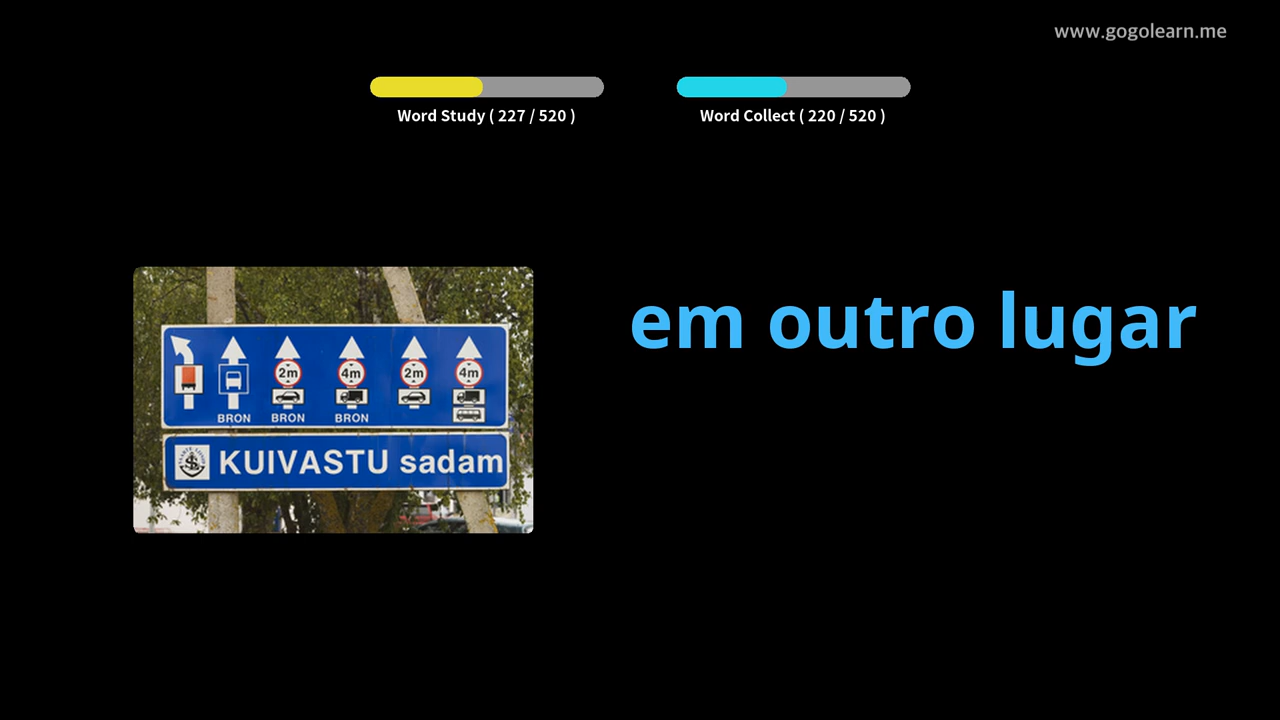 www.gogolearn.me
Word Study ( 227 / 520 )
Word Collect ( 220 / 520 )
em outro lugar
2m
4m
2m
4m
BRON
BRON
BRON
KUIVASTU sadam